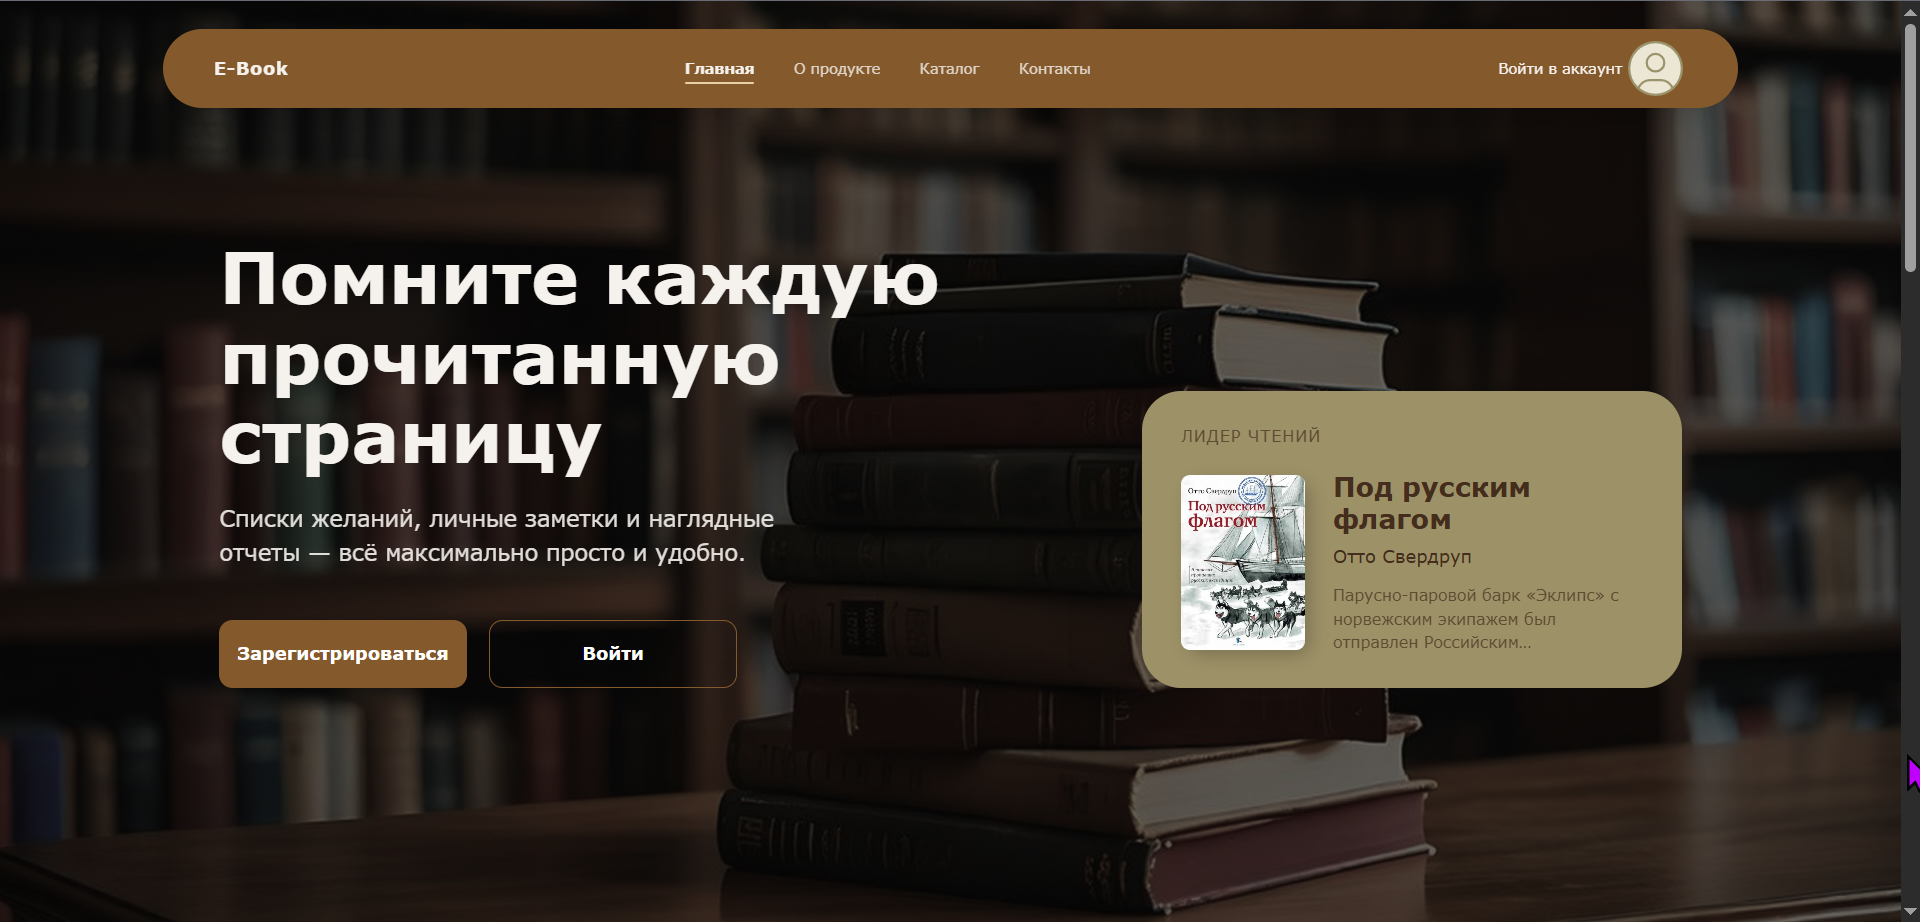 E-Book
Главная
О продукте
Каталог
Контакты
Войти в аккаунт
Помните каждую
прочитанную
страницу
Списки желаний, личные заметки и наглядные
отчеты — всё максимально просто и удобно.
Зарегистрироваться
Войти
ЛИДЕР ЧТЕНИЙ
Отто Свердруп
Под русским
флагом
Под русским
флагом
Отто Свердруп
Парусно-паровой барк «Эклипс» с
норвежским экипажем был
отправлен Российским...